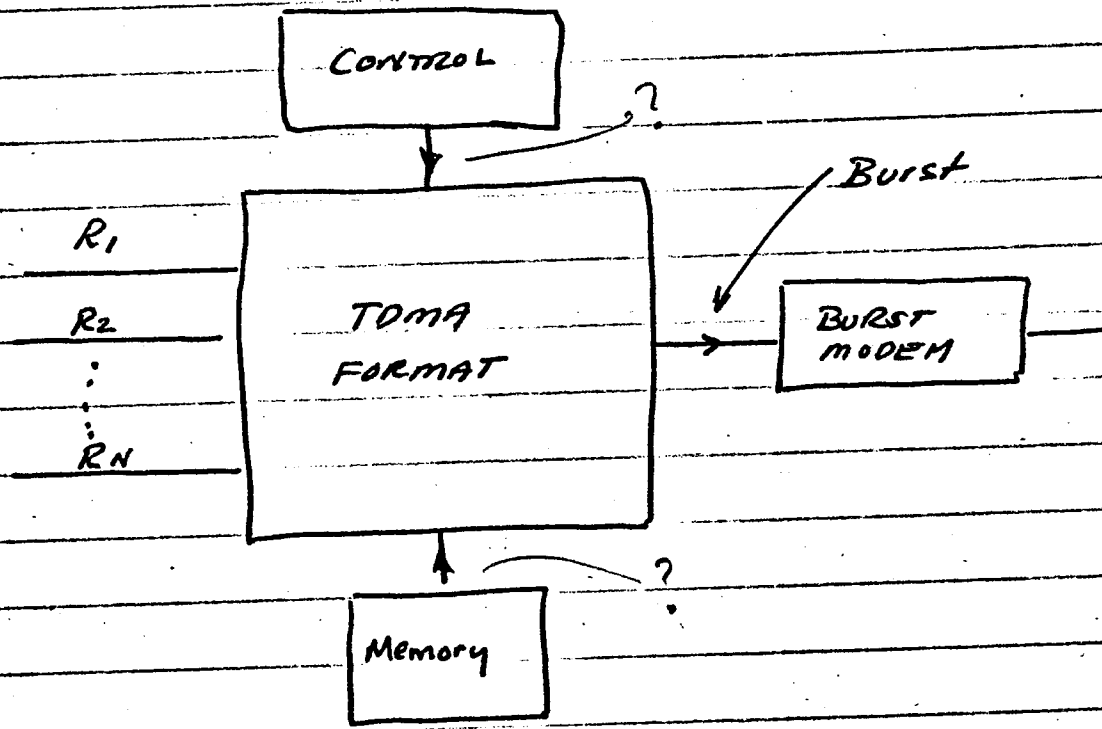 CONTROL
?
Burst
R1
R2
TDMA
FORMAT
BURST
MODEM
RN
?
Memory